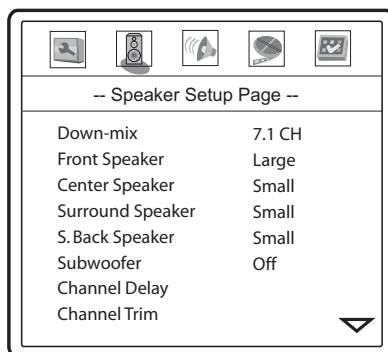 -- Speaker Setup Page --
Down-mix 7.1 CH
Front Speaker Large
Center Speaker Small
Surround Speaker Small
S. Back Speaker Small
Subwoofer Off
Channel Delay
Channel Trim